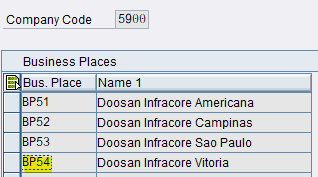 Company Code 5900
Business Places
Bus. Place Name 1
BP51 Doosan Infracore Americana
BP52 Doosan Infracore Campinas
BP53 Doosan Infracore Sao Paulo
BP54 Doosan Infracore Vitoria